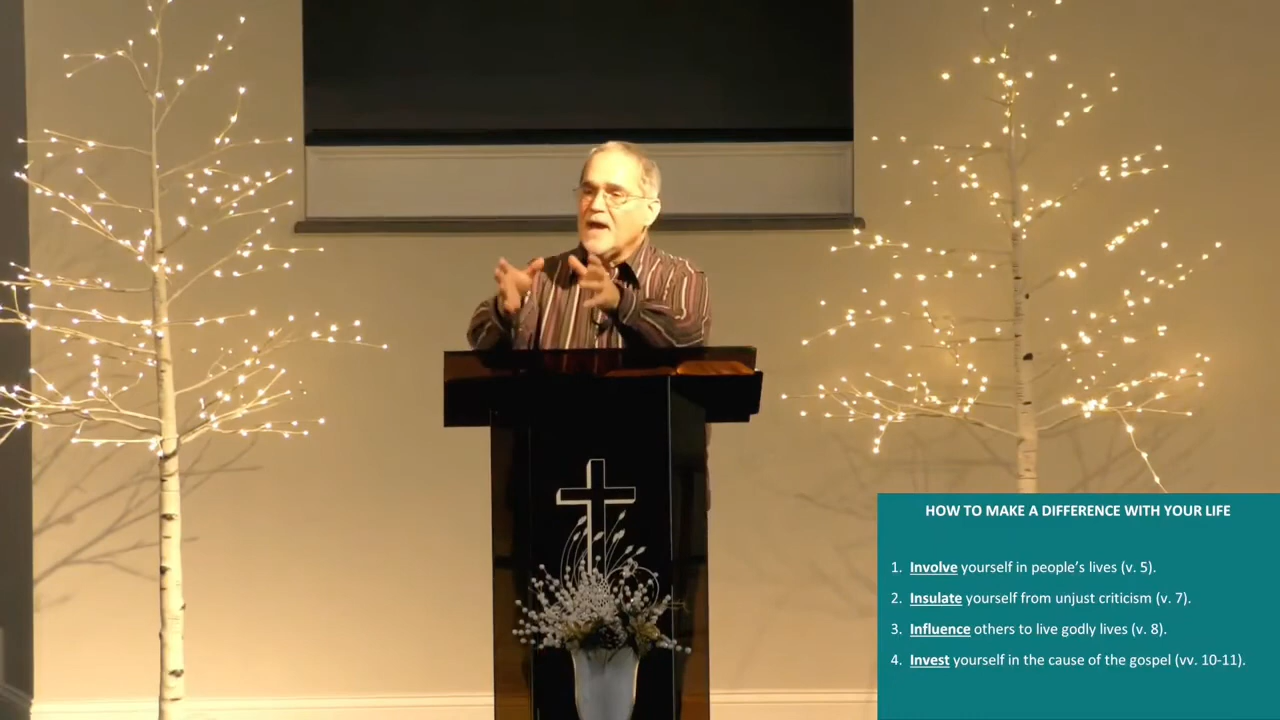 HOW TO MAKE A DIFFERENCE WITH YOUR LIFE
1. Involve yourself in people’s lives (v. 5).
2. Insulate yourself from unjust criticism (v. 7).
3. Influence others to live godly lives (v. 8).
4. Invest yourself in the cause of the gospel (vv. 10-11).